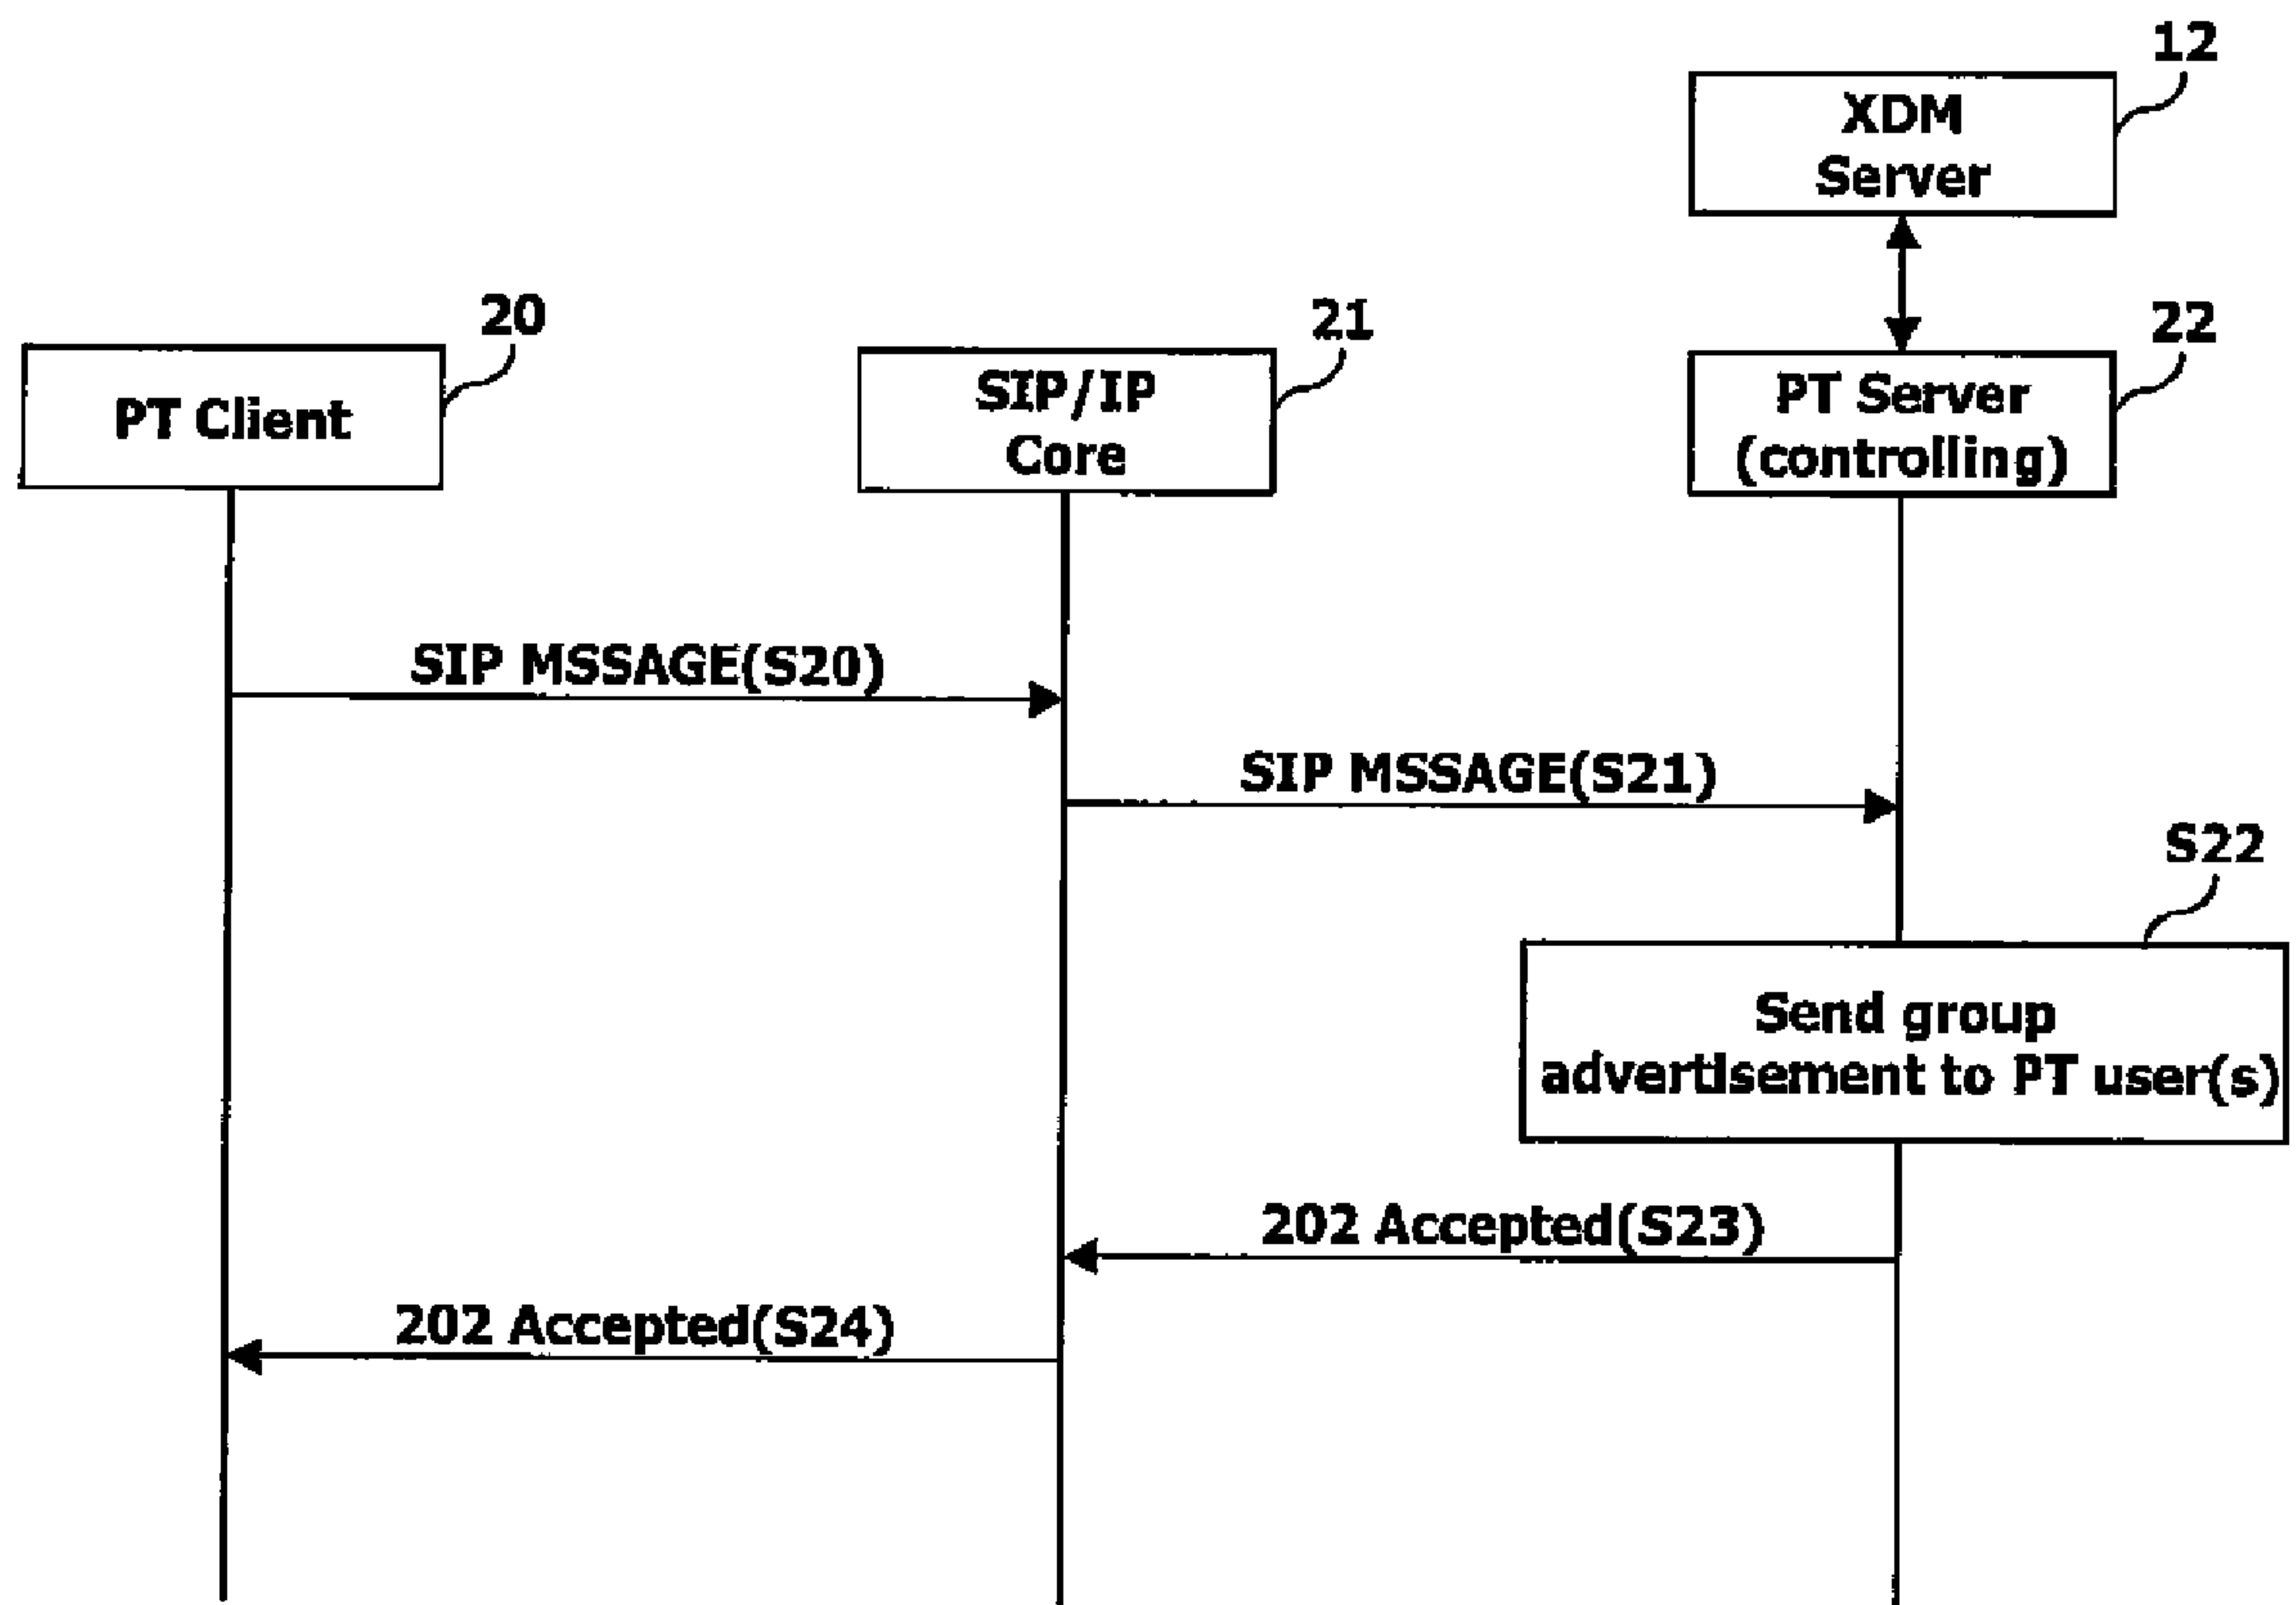 12
XDM
Server
20
21
22
PT Client
SIP/IP
Core
PT Server
(controlling)
SIP MSSAGE(S20)
SIP MSSAGE(S21)
S22
Send group
advertisement to PT user(s)
202 Accepted(S23)
202 Accepted(S24)